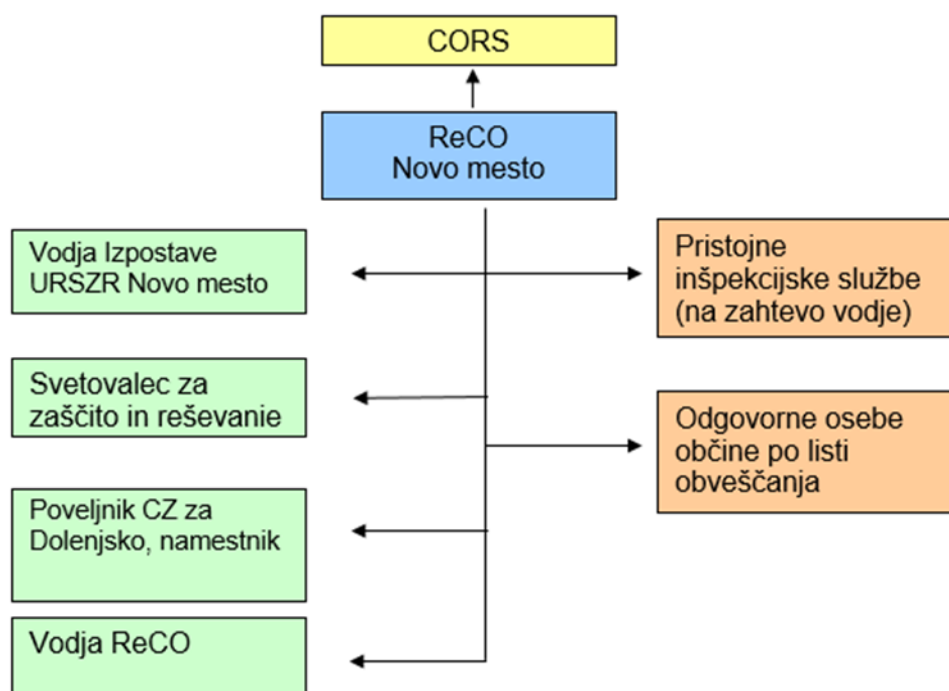 CORS
ReCO
Novo mesto
Vodja Izpostave
URSZR Novo mesto
Pristojne
inšpekcijske službe
(na zahtevo vodje)
Svetovalec za
zaščito in reševanje
Odgovorne osebe
občine po listi
obveščanja
Poveljnik CZ za
Dolenjsko, namestnik
Vodja ReCO